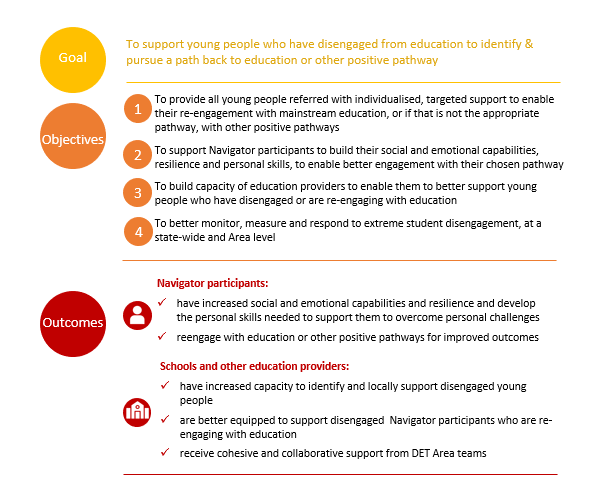 Goal
To support young people who have disengaged from education to identify &
pursue a path back to education or other positive pathway
Objectives
1
To provide all young people referred with individualised, targeted support to enable
their re-engagement with mainstream education, or if that is not the appropriate
pathway, with other positive pathways
2
To support Navigator participants to build their social and emotional capabilities,
resilience and personal skills, to enable better engagement with their chosen pathway
3
To build capacity of education providers to enable them to better support young
people who have disengaged or are re-engaging with education
4
To better monitor, measure and respond to extreme student disengagement, at a
state-wide and Area level
Outcomes
Navigator participants:
✓ have increased social and emotional capabilities and resilience and develop
the personal skills needed to support them to overcome personal challenges
✓ reengage with education or other positive pathways for improved outcomes
Schools and other education providers:
✓ have increased capacity to identify and locally support disengaged young
people
✓ are better equipped to support disengaged Navigator participants who are re-
engaging with education
✓ receive cohesive and collaborative support from DET Area teams